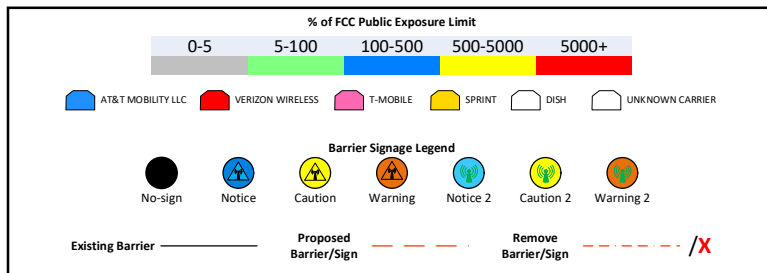 % of FCC Public Exposure Limit
0-5 5-100 100-500 500-5000 5000+
AT&T MOBILITY LLC VERIZON WIRELESS T-MOBILE SPRINT DISH UNKNOWN CARRIER
Barrier Signage Legend
No-sign Notice Caution Warning Notice 2 Caution 2 Warning 2
Existing Barrier Proposed Barrier/Sign Remove Barrier/Sign /X